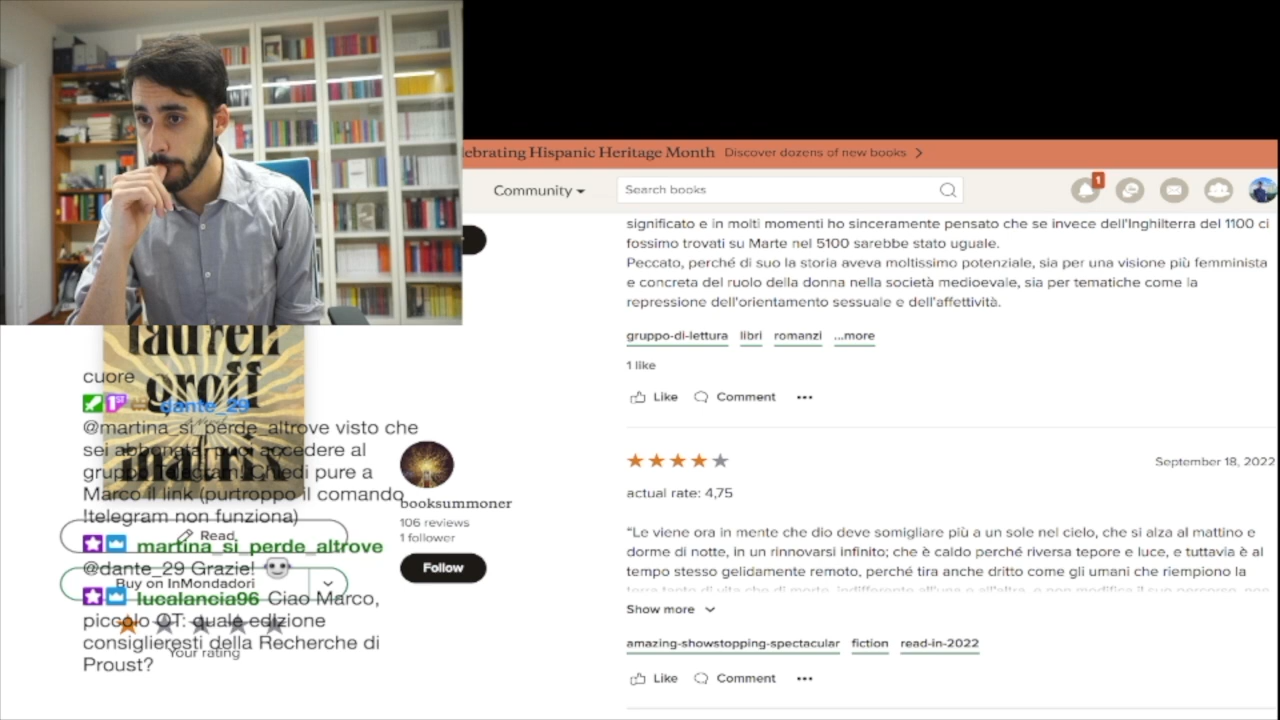 lebrating Hispanic Heritage Month Discover dozens of new books
Community
Search books
1
significato e in molti momenti ho sinceramente pensato che se invece dell'Inghilterra del 1100 ci
fossimo trovati su Marte nel 5100 sarebbe stato uguale.
Peccato, perché di suo la storia aveva moltissimo potenziale, sia per una visione più femminista
e concreta del ruolo della donna nella società medioevale, sia per tematiche come la
repressione dell'orientamento sessuale e dell'affettività.
gruppo-di-lettura libri romanzi ...more
1 like
Like Comment
September 18, 2022
actual rate: 4,75
"Le viene ora in mente che dio deve somigliare più a un sole nel cielo, che si alza al mattino e
dorme di notte, in un rinnovarsi infinito; che è caldo perché riversa tepore e luce, e tuttavia è al
tempo stesso gelidamente remoto, perché tira anche dritto come gli umani che riempiono la
Show more
amazing-showstopping-spectacular fiction read-in-2022
Like Comment
booksummoner
106 reviews
1 follower
Follow
lauren
groff
matrix
Read
Buy on InMondadori
Your rating
cuore
1ST dante_29
@martina_si_perde_altrove visto che
sei abbonata, puoi accedere al
gruppo Telegram! Chiedi pure a
Marco il link (purtroppo il comando
!telegram non funziona)
martina_si_perde_altrove
@dante_29 Grazie!
lucalancia96 Ciao Marco,
piccolo OT: quale edizione
consiglieresti della Recherche di
Proust?